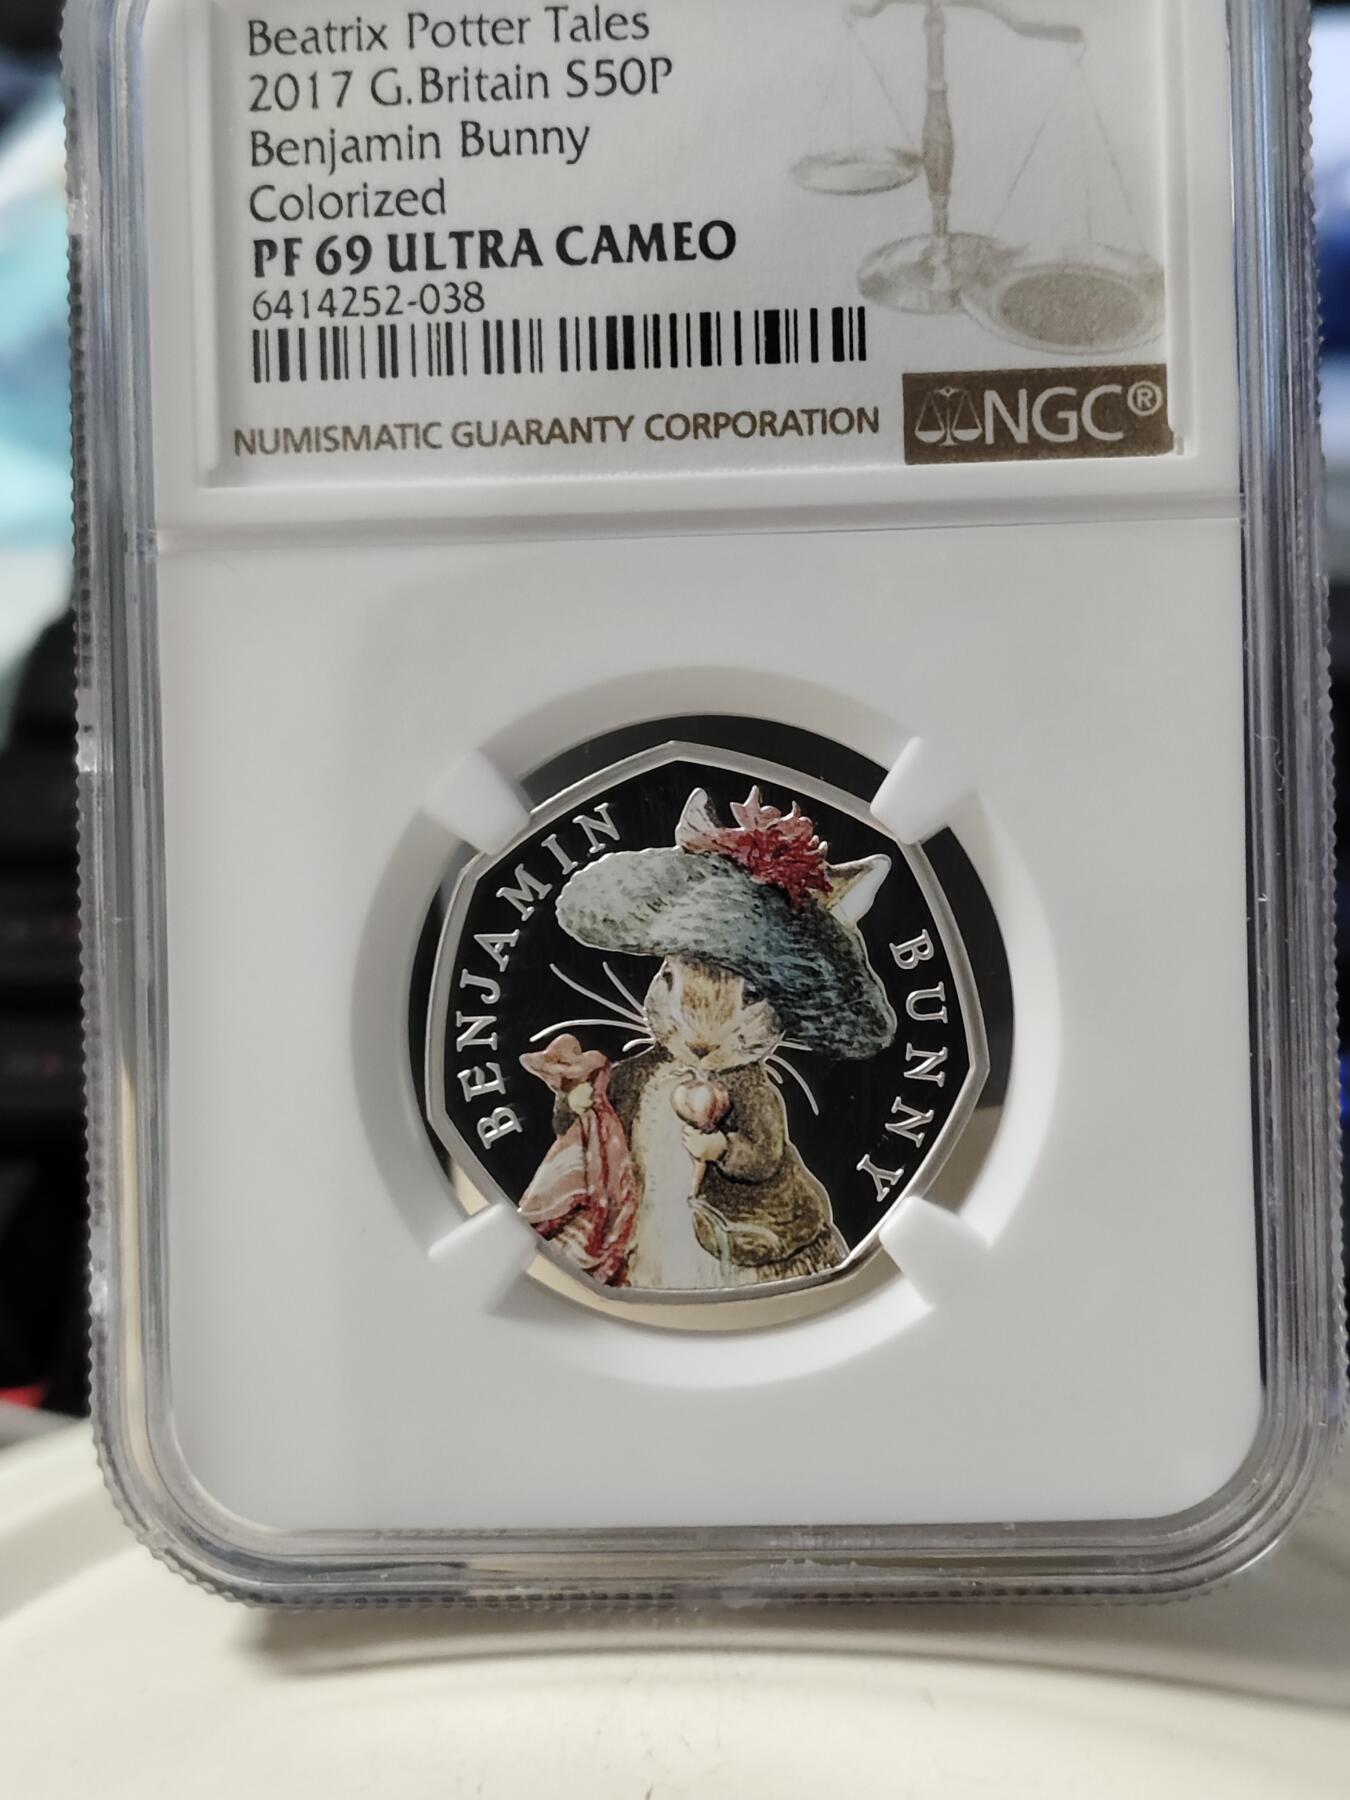 Beatrix Potter Tales
2017 G.Britain S50P
Benjamin Bunny
Colorized
PF 69 ULTRA CAMEO
6414252-038
NUMISMATIC GUARANTY CORPORATION
NGC®
BENJAMIN BUNNY